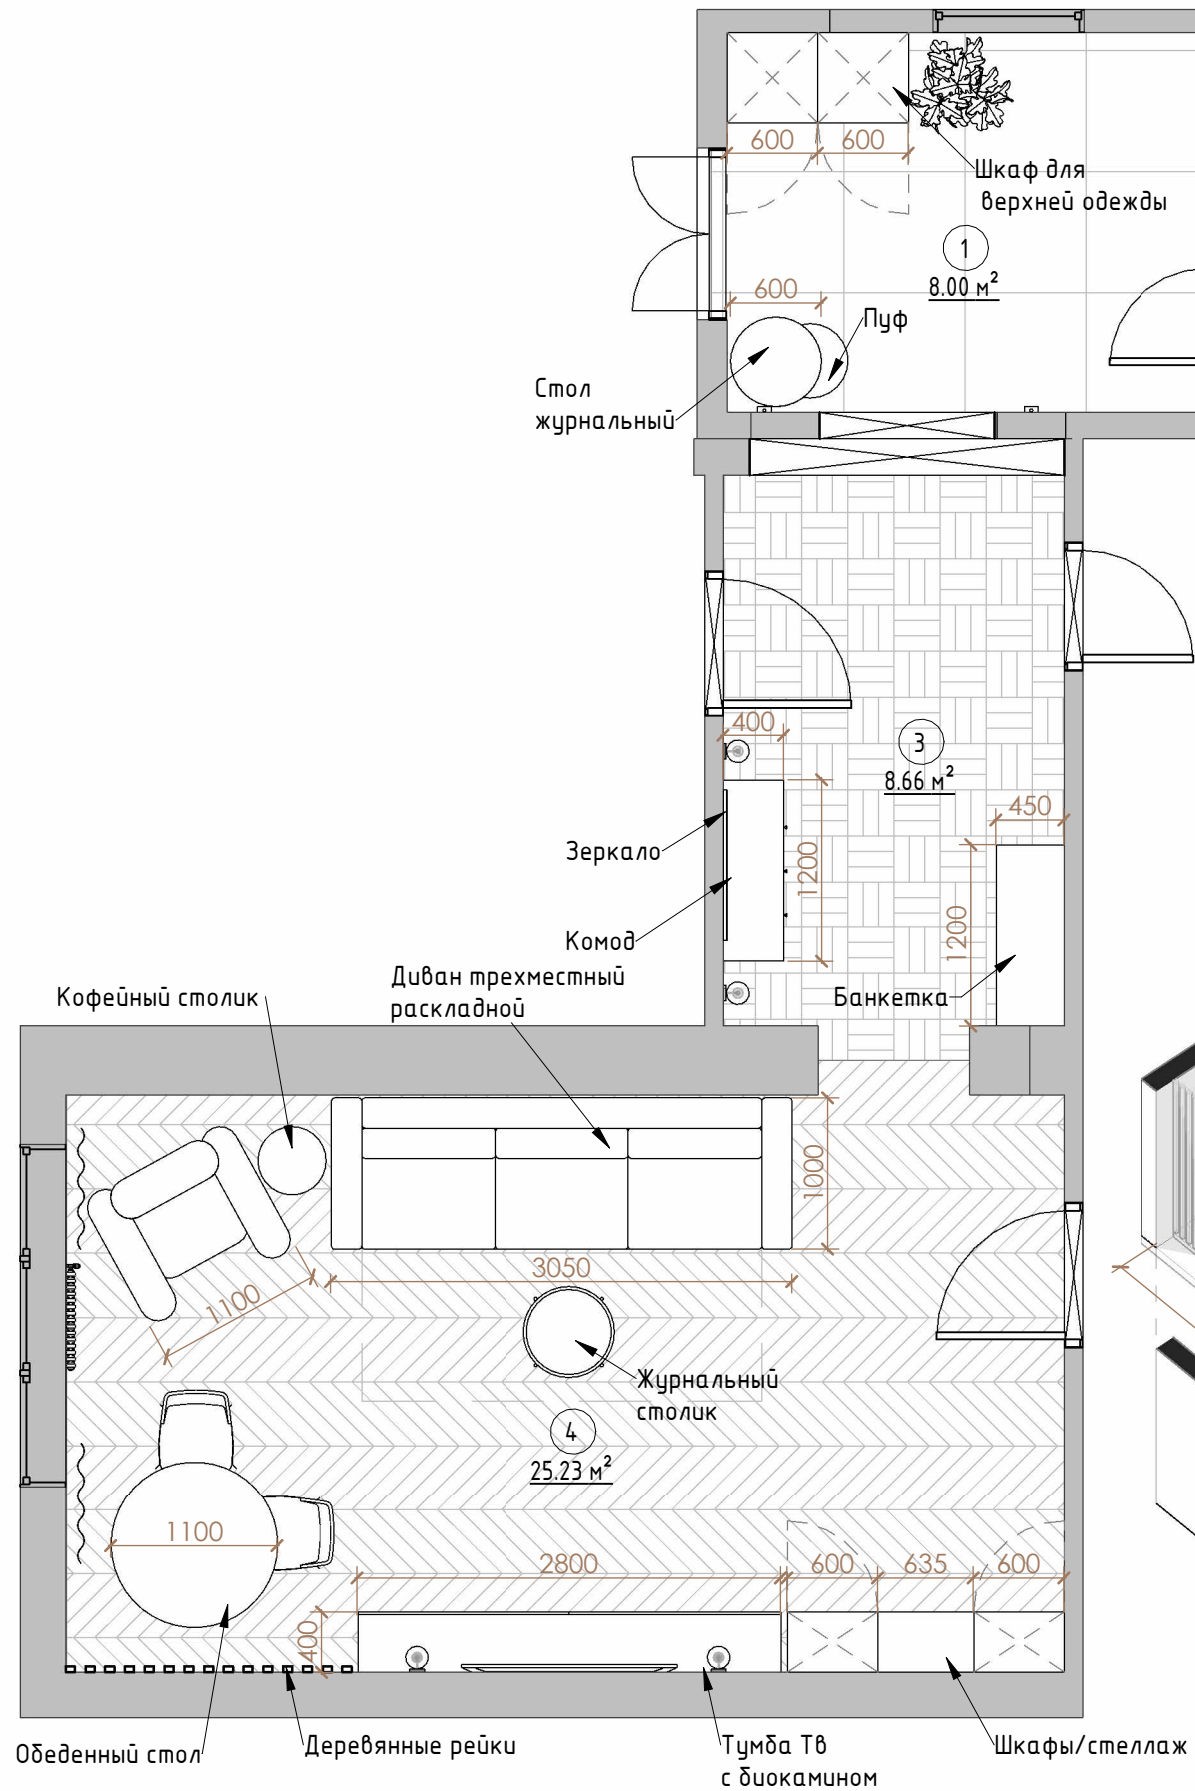 600
600
Шкаф для
верхней одежды
1
8.00 м²
600
Пуф
Стол
журнальный
400
3
8.66 м²
450
Зеркало
1200
1200
Комод
Диван трехместный
раскладной
Кофейный столик
Банкетка
1000
3050
1100
Журнальный
столик
4
25.23 м²
1100
2800
600
635
600
400
Обеденный стол
Деревянные рейки
Тумба ТВ
с биокамином
Шкафы/стеллаж